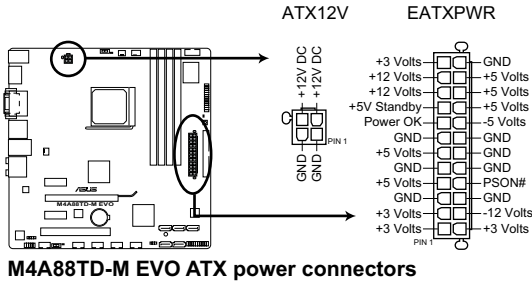 ATX12V
EATXPWR
+12V DC
+12V DC
GND
GND
PIN 1
+3 Volts GND
+12 Volts +5 Volts
+12 Volts +5 Volts
+5V Standby +5 Volts
Power OK -5 Volts
GND GND
+5 Volts GND
GND GND
+5 Volts PSON#
GND GND
+3 Volts -12 Volts
+3 Volts +3 Volts
PIN 1
ASUS
M4A88TD-M EVO
M4A88TD-M EVO ATX power connectors